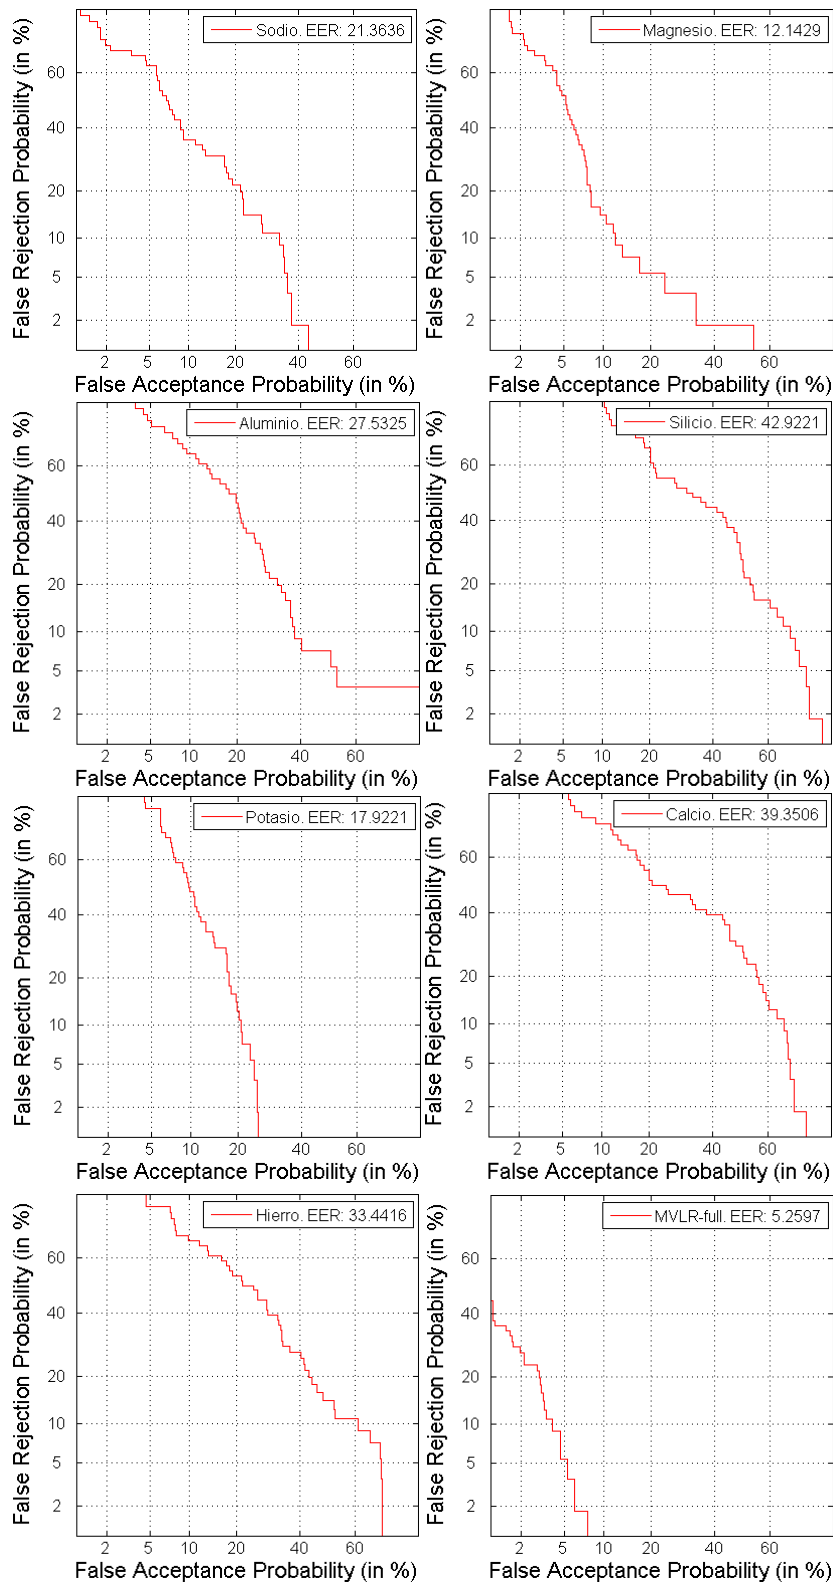 Sodio. EER: 21.3636
False Rejection Probability (in %)
60
40
20
10
5
2
2 5 10 20 40 60
False Acceptance Probability (in %)
Magnesio. EER: 12.1429
False Rejection Probability (in %)
60
40
20
10
5
2
2 5 10 20 40 60
False Acceptance Probability (in %)
Aluminio. EER: 27.5325
False Rejection Probability (in %)
60
40
20
10
5
2
2 5 10 20 40 60
False Acceptance Probability (in %)
Silicio. EER: 42.9221
False Rejection Probability (in %)
60
40
20
10
5
2
2 5 10 20 40 60
False Acceptance Probability (in %)
Potasio. EER: 17.9221
False Rejection Probability (in %)
60
40
20
10
5
2
2 5 10 20 40 60
False Acceptance Probability (in %)
Calcio. EER: 39.3506
False Rejection Probability (in %)
60
40
20
10
5
2
2 5 10 20 40 60
False Acceptance Probability (in %)
Hierro. EER: 33.4416
False Rejection Probability (in %)
60
40
20
10
5
2
2 5 10 20 40 60
False Acceptance Probability (in %)
MVLR-full. EER: 5.2597
False Rejection Probability (in %)
60
40
20
10
5
2
2 5 10 20 40 60
False Acceptance Probability (in %)